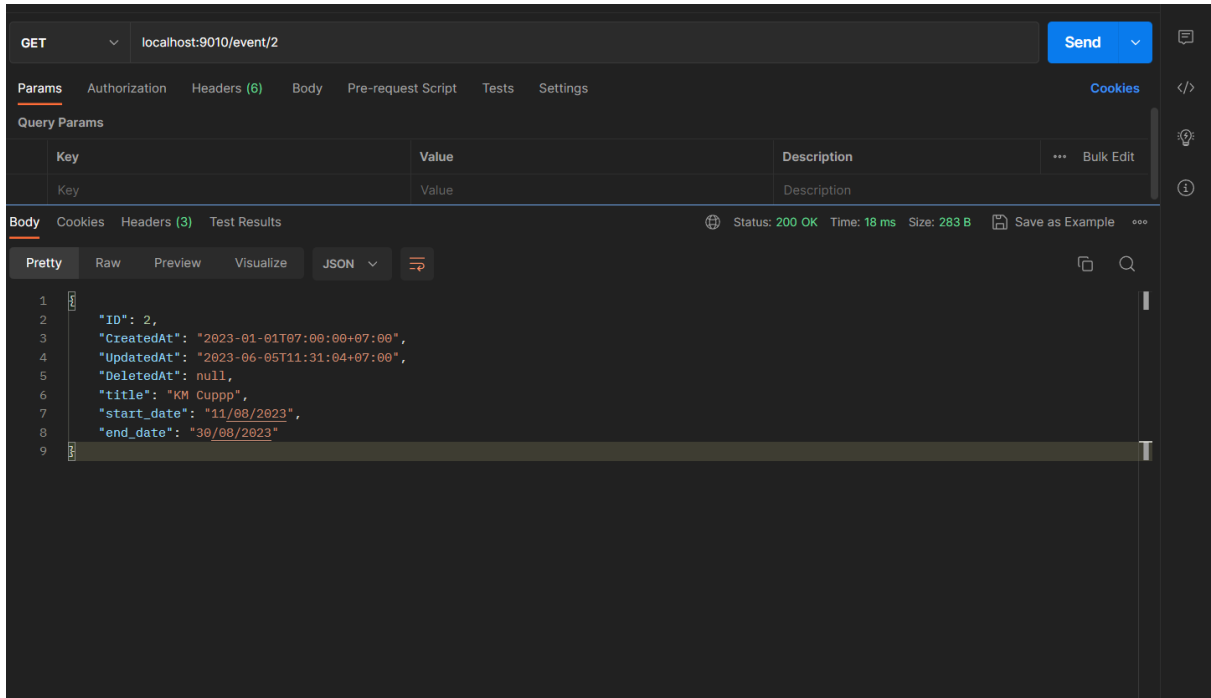 GET localhost:9010/event/2 Send
Params Authorization Headers (6) Body Pre-request Script Tests Settings Cookies
Query Params
Key Value Description Bulk Edit
Key Value Description
Body Cookies Headers (3) Test Results Status: 200 OK Time: 18 ms Size: 283 B Save as Example
Pretty Raw Preview Visualize JSON
1 {
2 "ID": 2,
3 "CreatedAt": "2023-01-01T07:00:00+07:00",
4 "UpdatedAt": "2023-06-05T11:31:04+07:00",
5 "DeletedAt": null,
6 "title": "KM Cuppp",
7 "start_date": "11/08/2023",
8 "end_date": "30/08/2023"
9 }